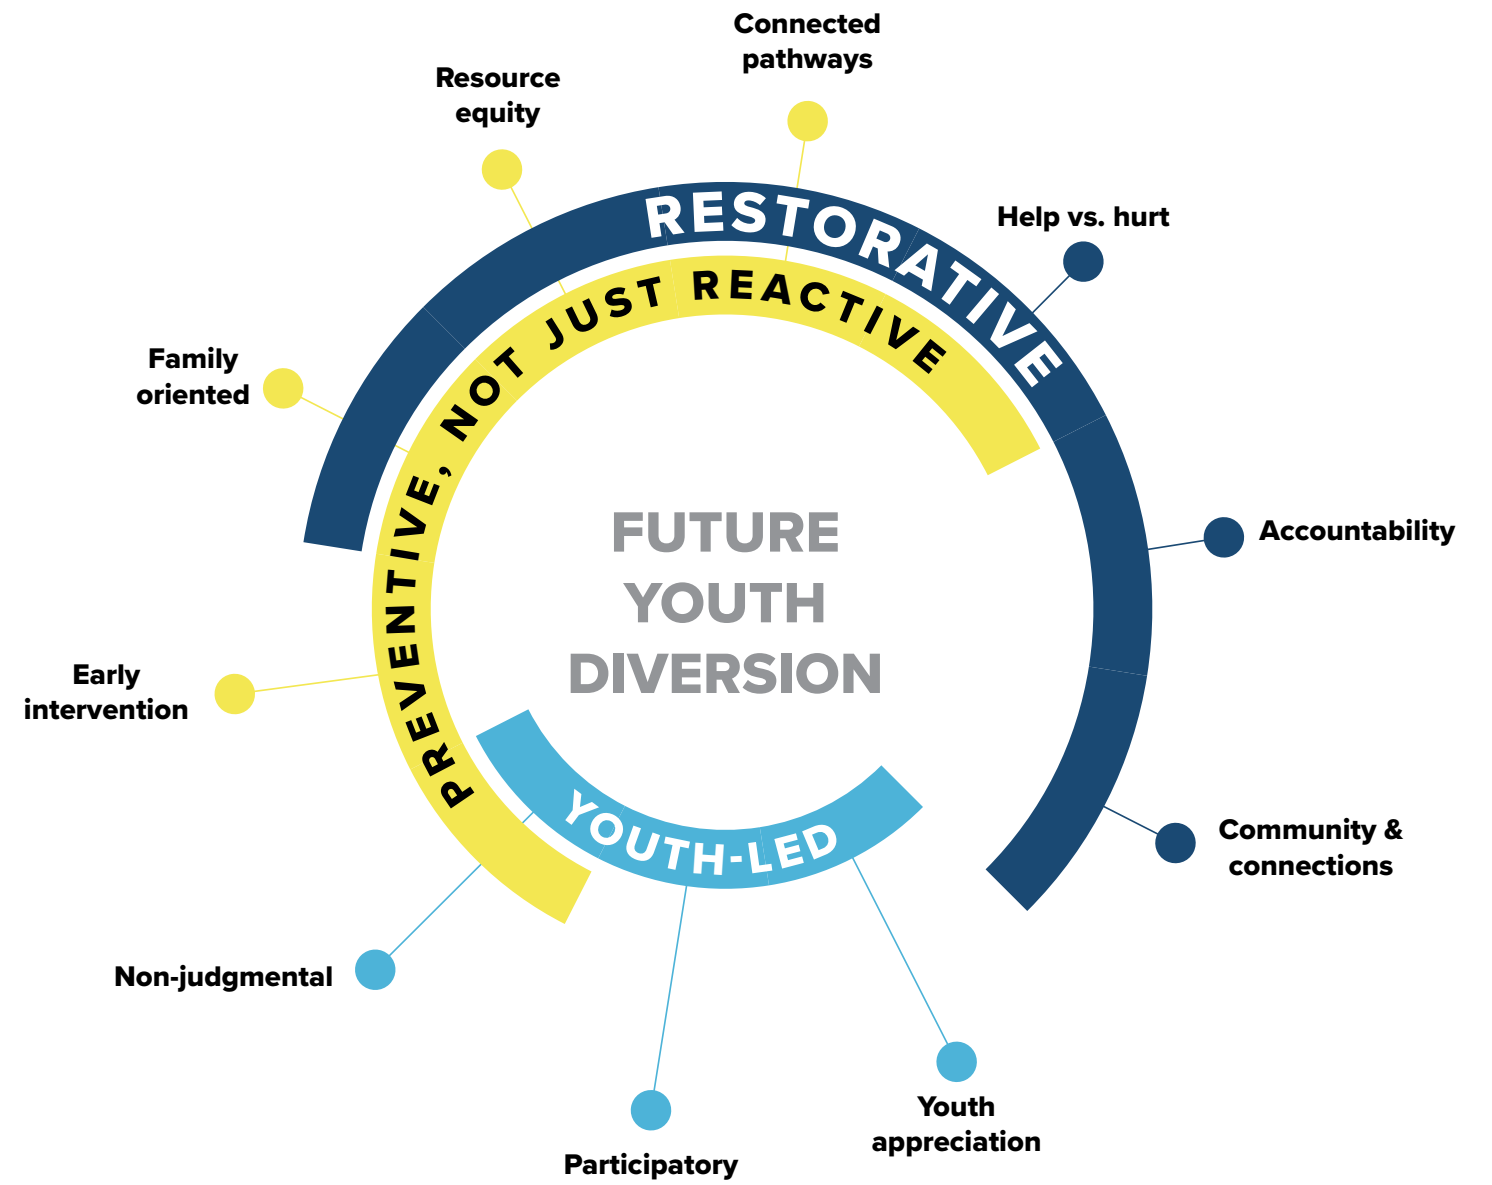 Connected
pathways
Resource
equity
Help vs. hurt
RESTORATIVE
PREVENTIVE, NOT JUST REACTIVE
Family
oriented
FUTURE
YOUTH
DIVERSION
Accountability
Early
intervention
YOUTH-LED
Community &
connections
Non-judgmental
Youth
appreciation
Participatory